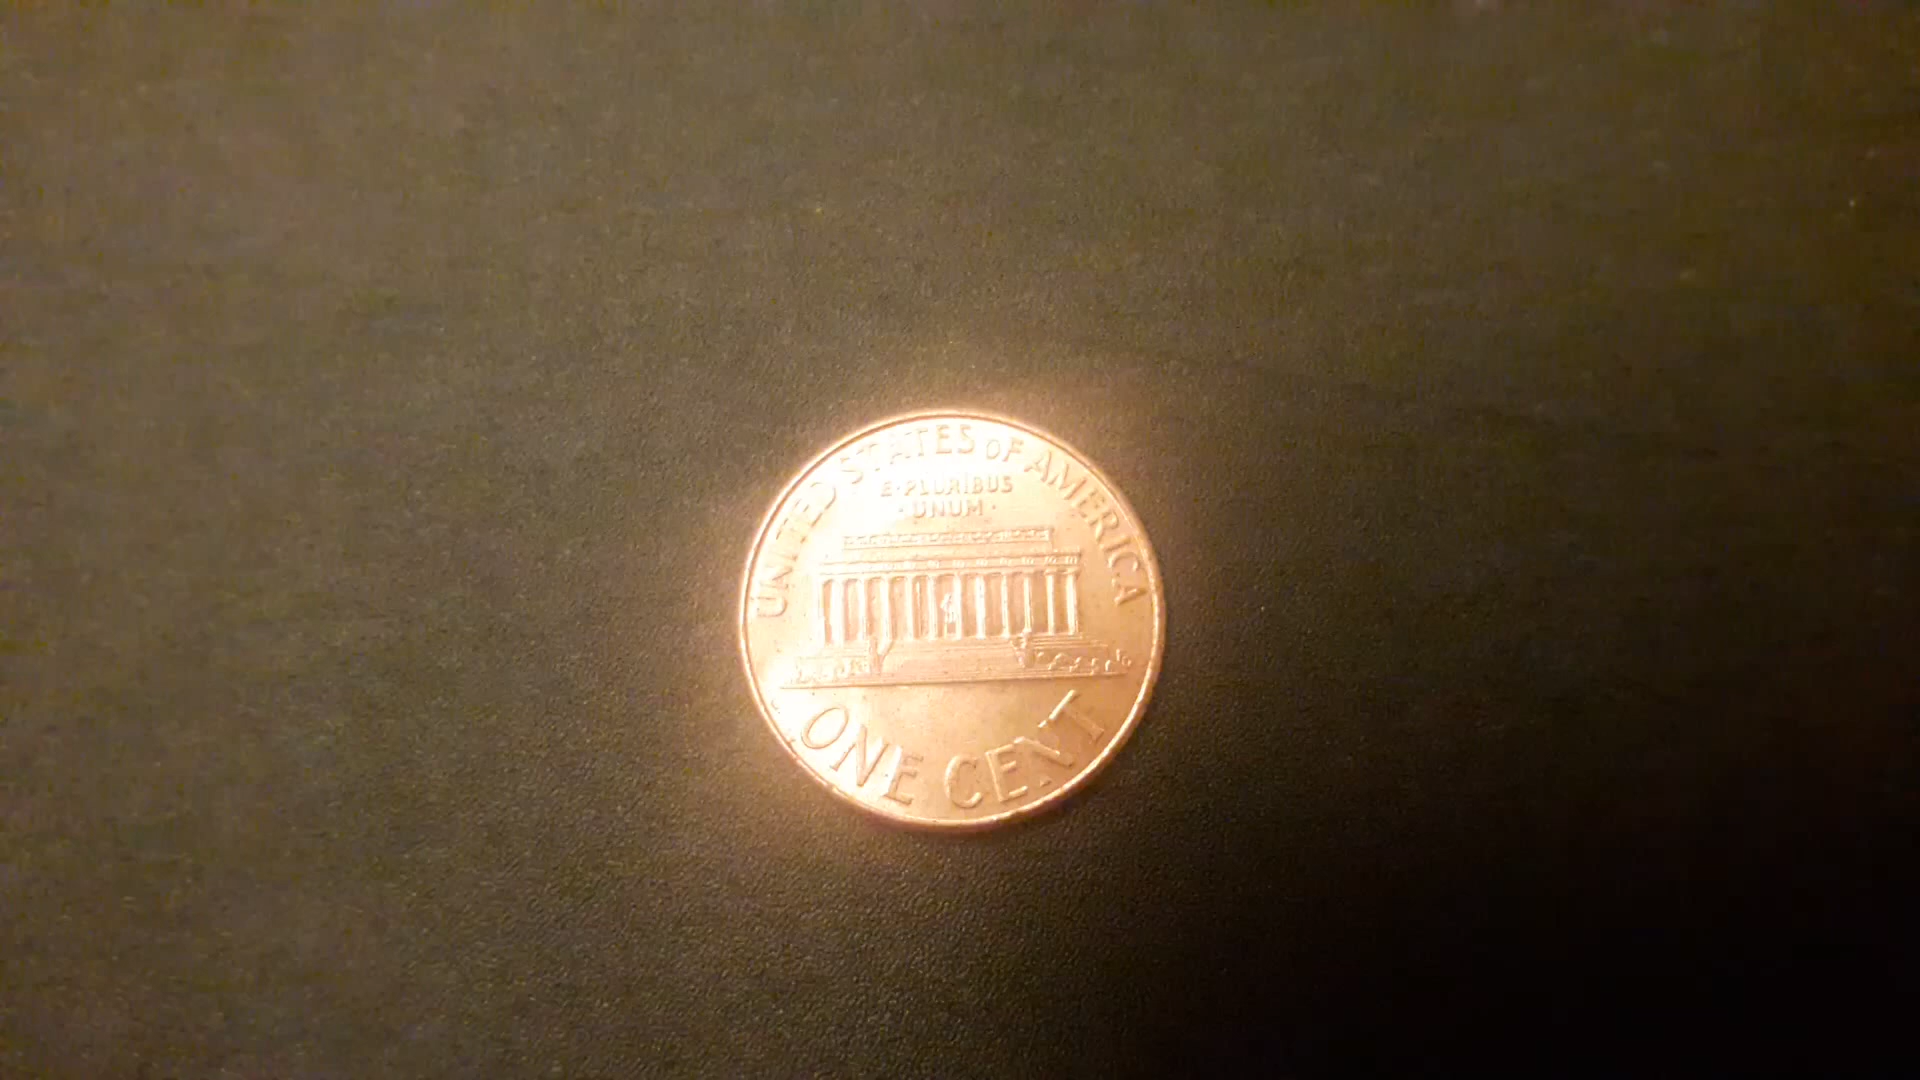 UNITED STATES OF AMERICA
E·PLURIBUS
·UNUM·
ONE CENT